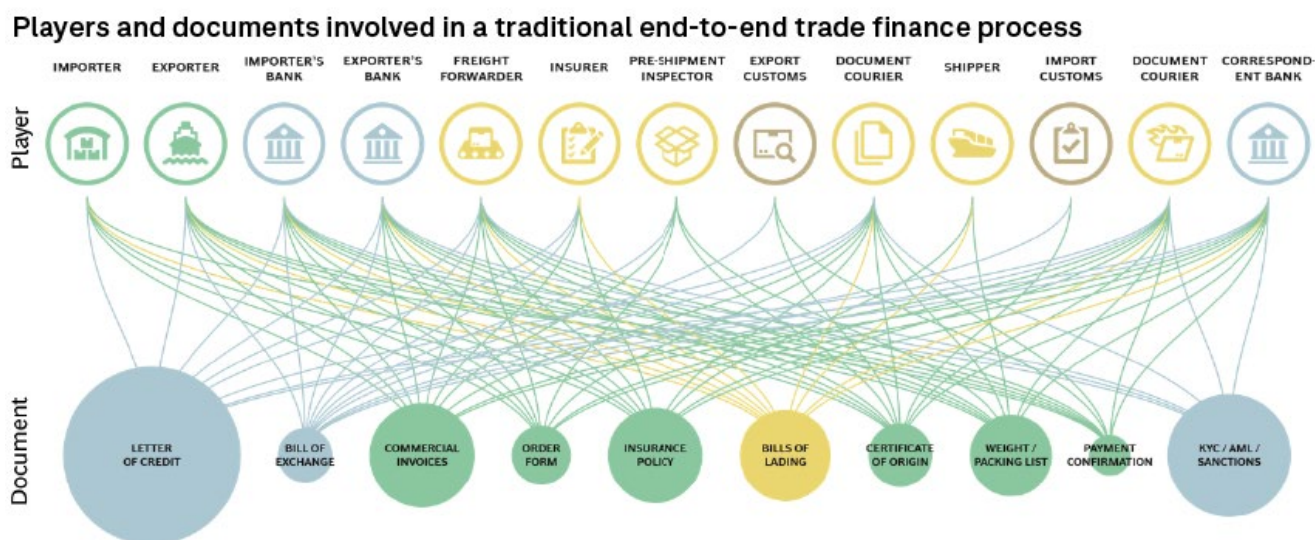 Players and documents involved in a traditional end-to-end trade finance process
Player
IMPORTER
EXPORTER
IMPORTER'S
BANK
EXPORTER'S
BANK
FREIGHT
FORWARDER
INSURER
PRE-SHIPMENT
INSPECTOR
EXPORT
CUSTOMS
DOCUMENT
COURIER
SHIPPER
IMPORT
CUSTOMS
DOCUMENT
COURIER
CORRESPOND-
ENT BANK
Document
LETTER
OF CREDIT
BILL OF
EXCHANGE
COMMERCIAL
INVOICES
ORDER
FORM
INSURANCE
POLICY
BILLS OF
LADING
CERTIFICATE
OF ORIGIN
WEIGHT /
PACKING LIST
PAYMENT
CONFIRMATION
KYC / AML /
SANCTIONS